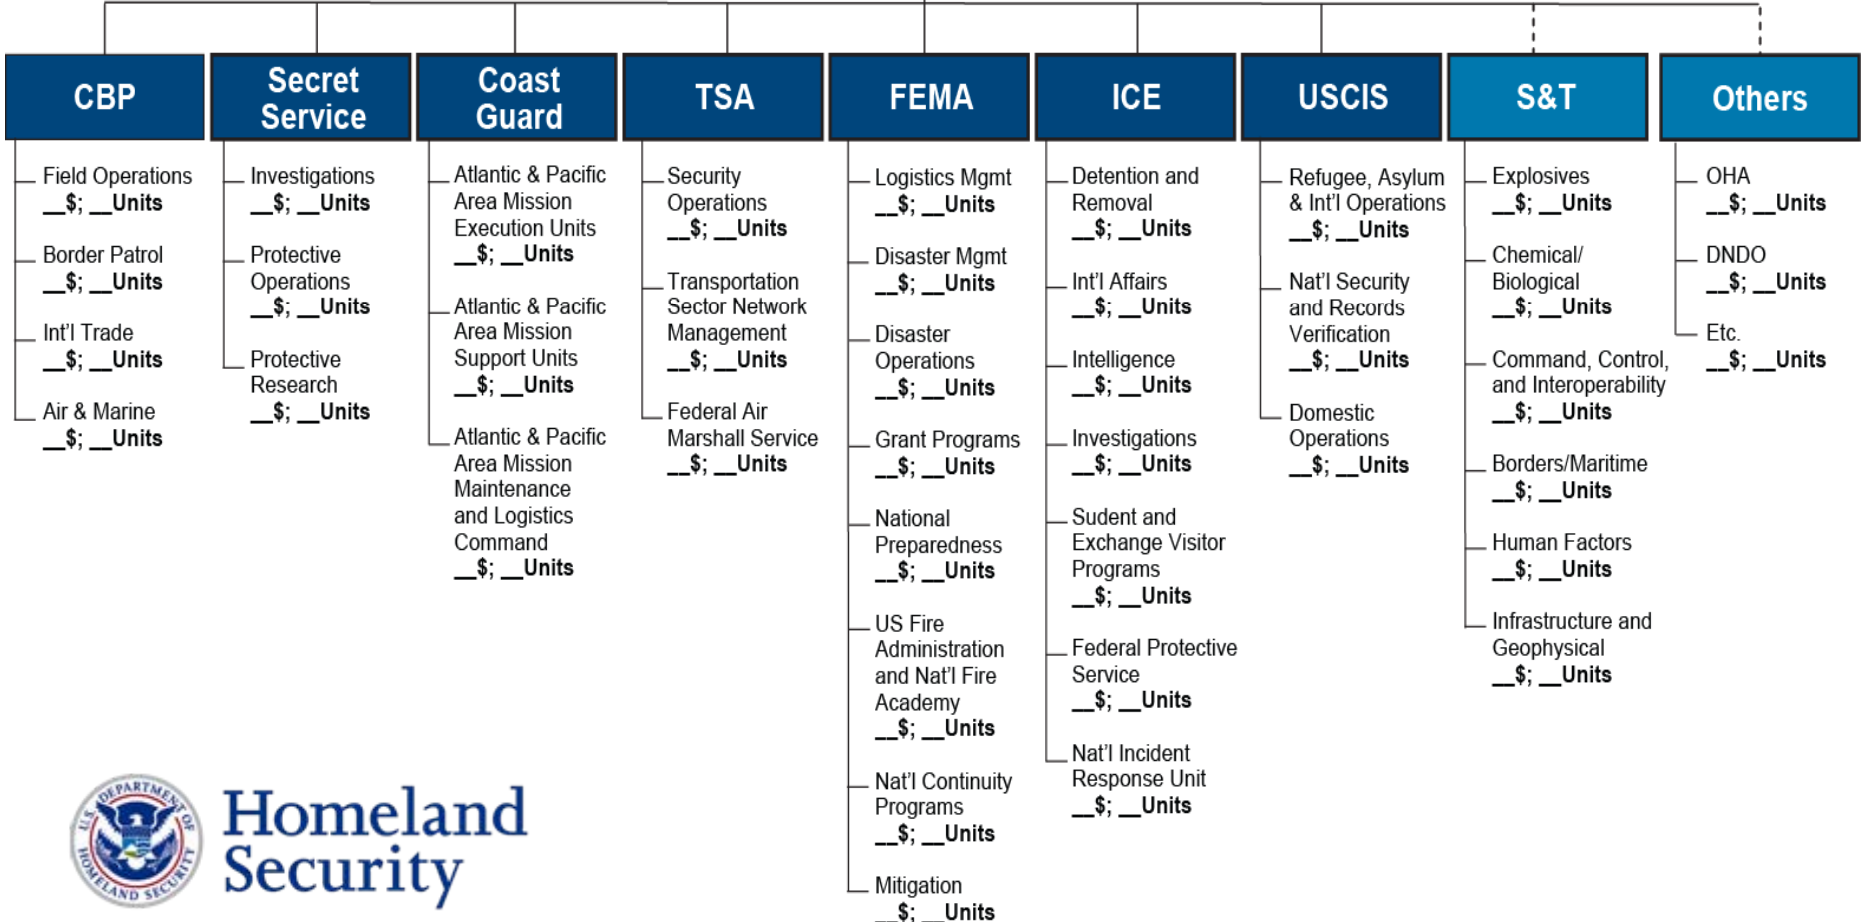 CBP
Field Operations
__$; __Units
Border Patrol
__$; __Units
Int'l Trade
__$; __Units
Air & Marine
__$; __Units
Secret
Service
Investigations
__$; __Units
Protective
Operations
__$; __Units
Protective
Research
__$; __Units
Coast
Guard
Atlantic & Pacific
Area Mission
Execution Units
__$; __Units
Atlantic & Pacific
Area Mission
Support Units
__$; __Units
Atlantic & Pacific
Area Mission
Maintenance
and Logistics
Command
__$; __Units
TSA
Security
Operations
__$; __Units
Transportation
Sector Network
Management
__$; __Units
Federal Air
Marshall Service
__$; __Units
FEMA
Logistics Mgmt
__$; __Units
Disaster Mgmt
__$; __Units
Disaster
Operations
__$; __Units
Grant Programs
__$; __Units
National
Preparedness
__$; __Units
US Fire
Administration
and Nat'l Fire
Academy
__$; __Units
Nat'l Continuity
Programs
__$; __Units
Mitigation
__$; __Units
ICE
Detention and
Removal
__$; __Units
Int'l Affairs
__$; __Units
Intelligence
__$; __Units
Investigations
__$; __Units
Sudent and
Exchange Visitor
Programs
__$; __Units
Federal Protective
Service
__$; __Units
Nat'l Incident
Response Unit
__$; __Units
USCIS
Refugee, Asylum
& Int'l Operations
__$; __Units
Nat'l Security
and Records
Verification
__$; __Units
Domestic
Operations
__$; __Units
S&T
Explosives
__$; __Units
Chemical/
Biological
__$; __Units
Command, Control,
and Interoperability
__$; __Units
Borders/Maritime
__$; __Units
Human Factors
__$; __Units
Infrastructure and
Geophysical
__$; __Units
Others
OHA
__$; __Units
DNDO
__$; __Units
Etc.
__$; __Units
U.S. DEPARTMENT OF
HOMELAND SECURITY
Homeland
Security